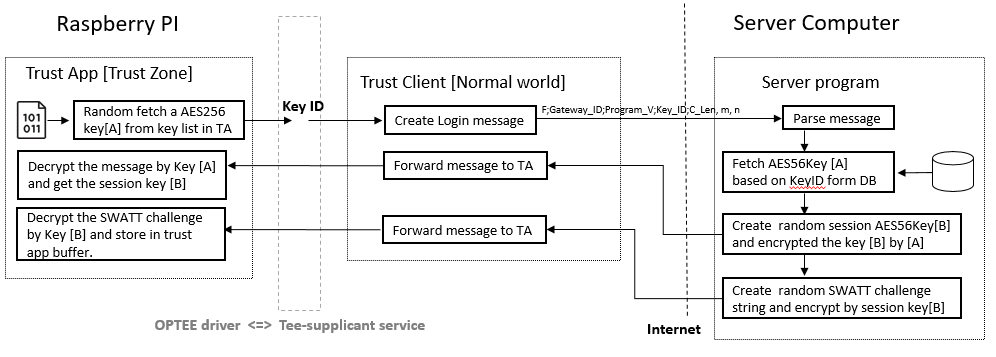 Raspberry PI
Server Computer
Trust App [Trust Zone]
Trust Client [Normal world]
Server program
101
011
Random fetch a AES256
key[A] from key list in TA
Key ID
Create Login message
F;Gateway_ID;Program_V;Key_ID;C_Len, m, n
Parse message
Decrypt the message by Key [A]
and get the session key [B]
Forward message to TA
Fetch AES56Key [A]
based on KeyID form DB
Decrypt the SWATT challenge
by Key [B] and store in trust
app buffer.
Forward message to TA
Create  random session AES56Key[B]
and encrypted the key [B] by [A]
Create  random SWATT challenge
string and encrypt by session key[B]
OPTEE driver  <=>  Tee-supplicant service
Internet